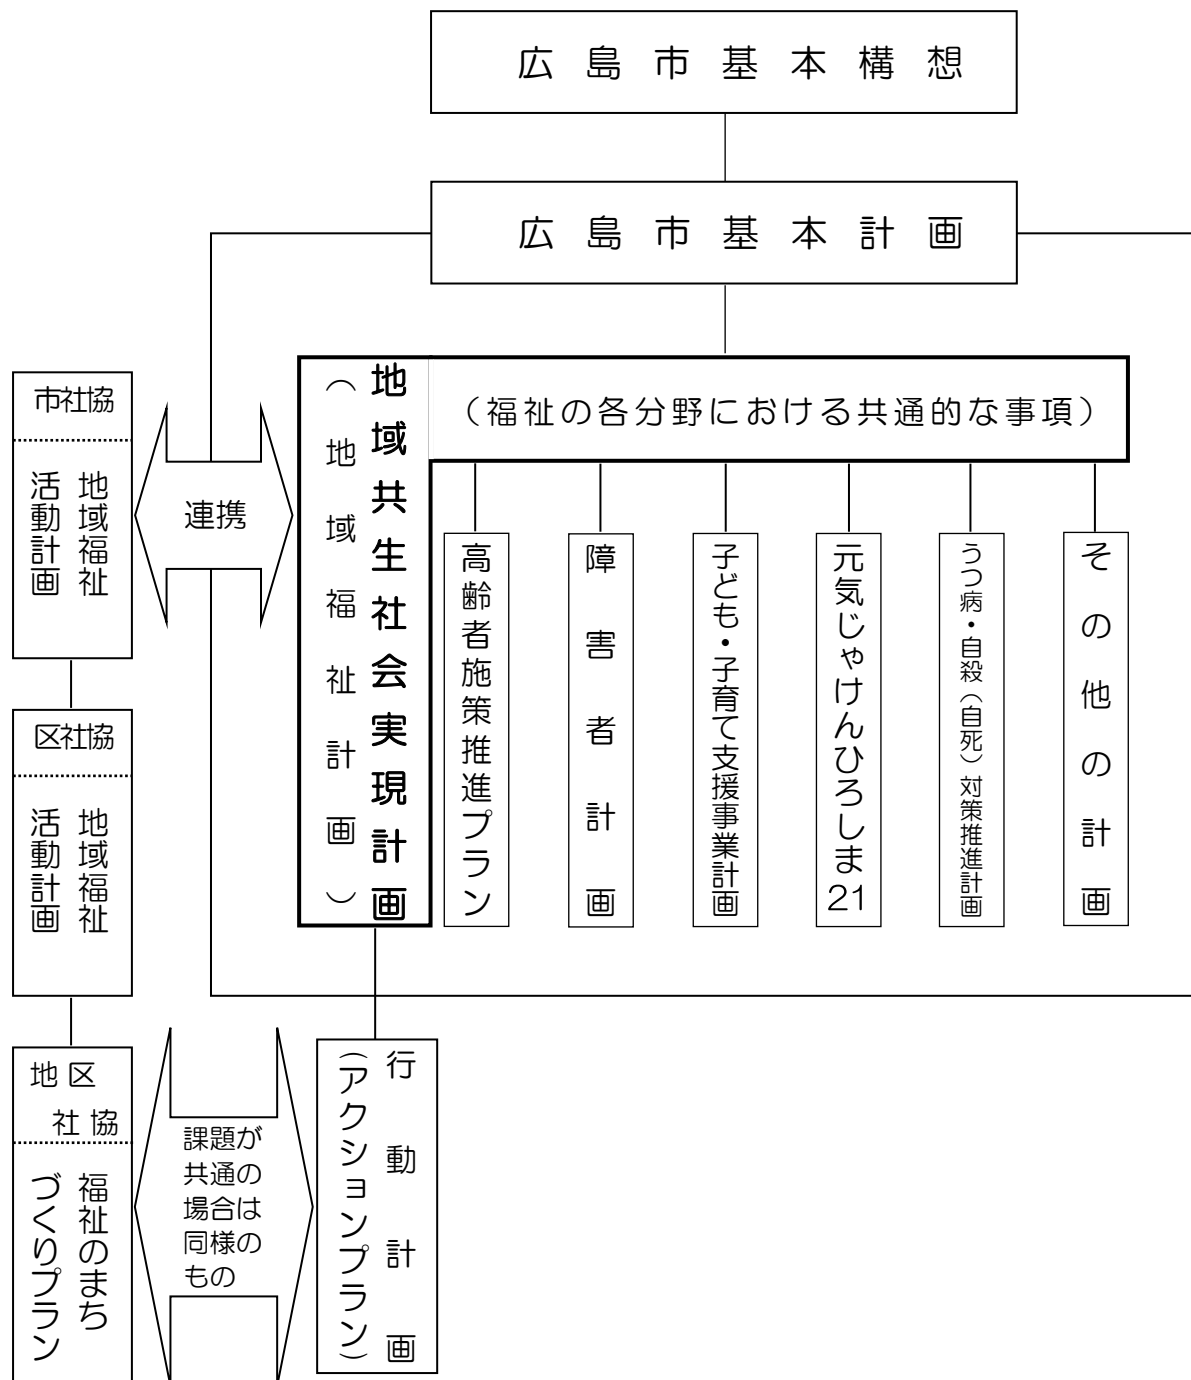 広島市基本構想
広島市基本計画
地域共生社会実現計画
（地域福祉計画）
（福祉の各分野における共通的な事項）
市社協
地域福祉
活動計画
連携
高齢者施策推進プラン
障害者計画
子ども・子育て支援事業計画
元気じゃけんひろしま21
うつ病・自殺（自死）対策推進計画
その他の計画
区社協
地域福祉
活動計画
地区
社協
福祉のまち
づくりプラン
課題が
共通の
場合は
同様の
もの
行動計画
（アクションプラン）